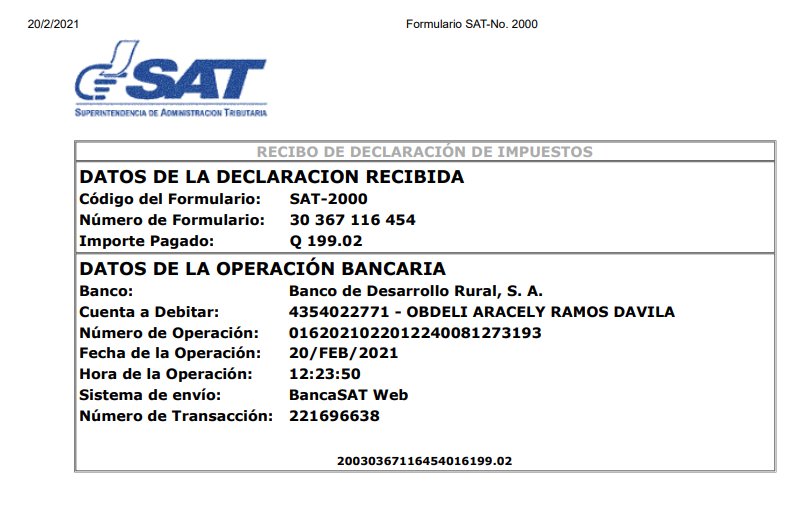 20/2/2021 Formulario SAT-No. 2000
SAT
SUPERINTENDENCIA DE ADMINISTRACION TRIBUTARIA
RECIBO DE DECLARACIÓN DE IMPUESTOS
DATOS DE LA DECLARACION RECIBIDA
Código del Formulario: SAT-2000
Número de Formulario: 30 367 116 454
Importe Pagado: Q 199.02
DATOS DE LA OPERACIÓN BANCARIA
Banco: Banco de Desarrollo Rural, S. A.
Cuenta a Debitar: 4354022771 - OBDELI ARACELY RAMOS DAVILA
Número de Operación: 0162021022012240081273193
Fecha de la Operación: 20/FEB/2021
Hora de la Operación: 12:23:50
Sistema de envío: BancaSAT Web
Número de Transacción: 221696638
20030367116454016199.02